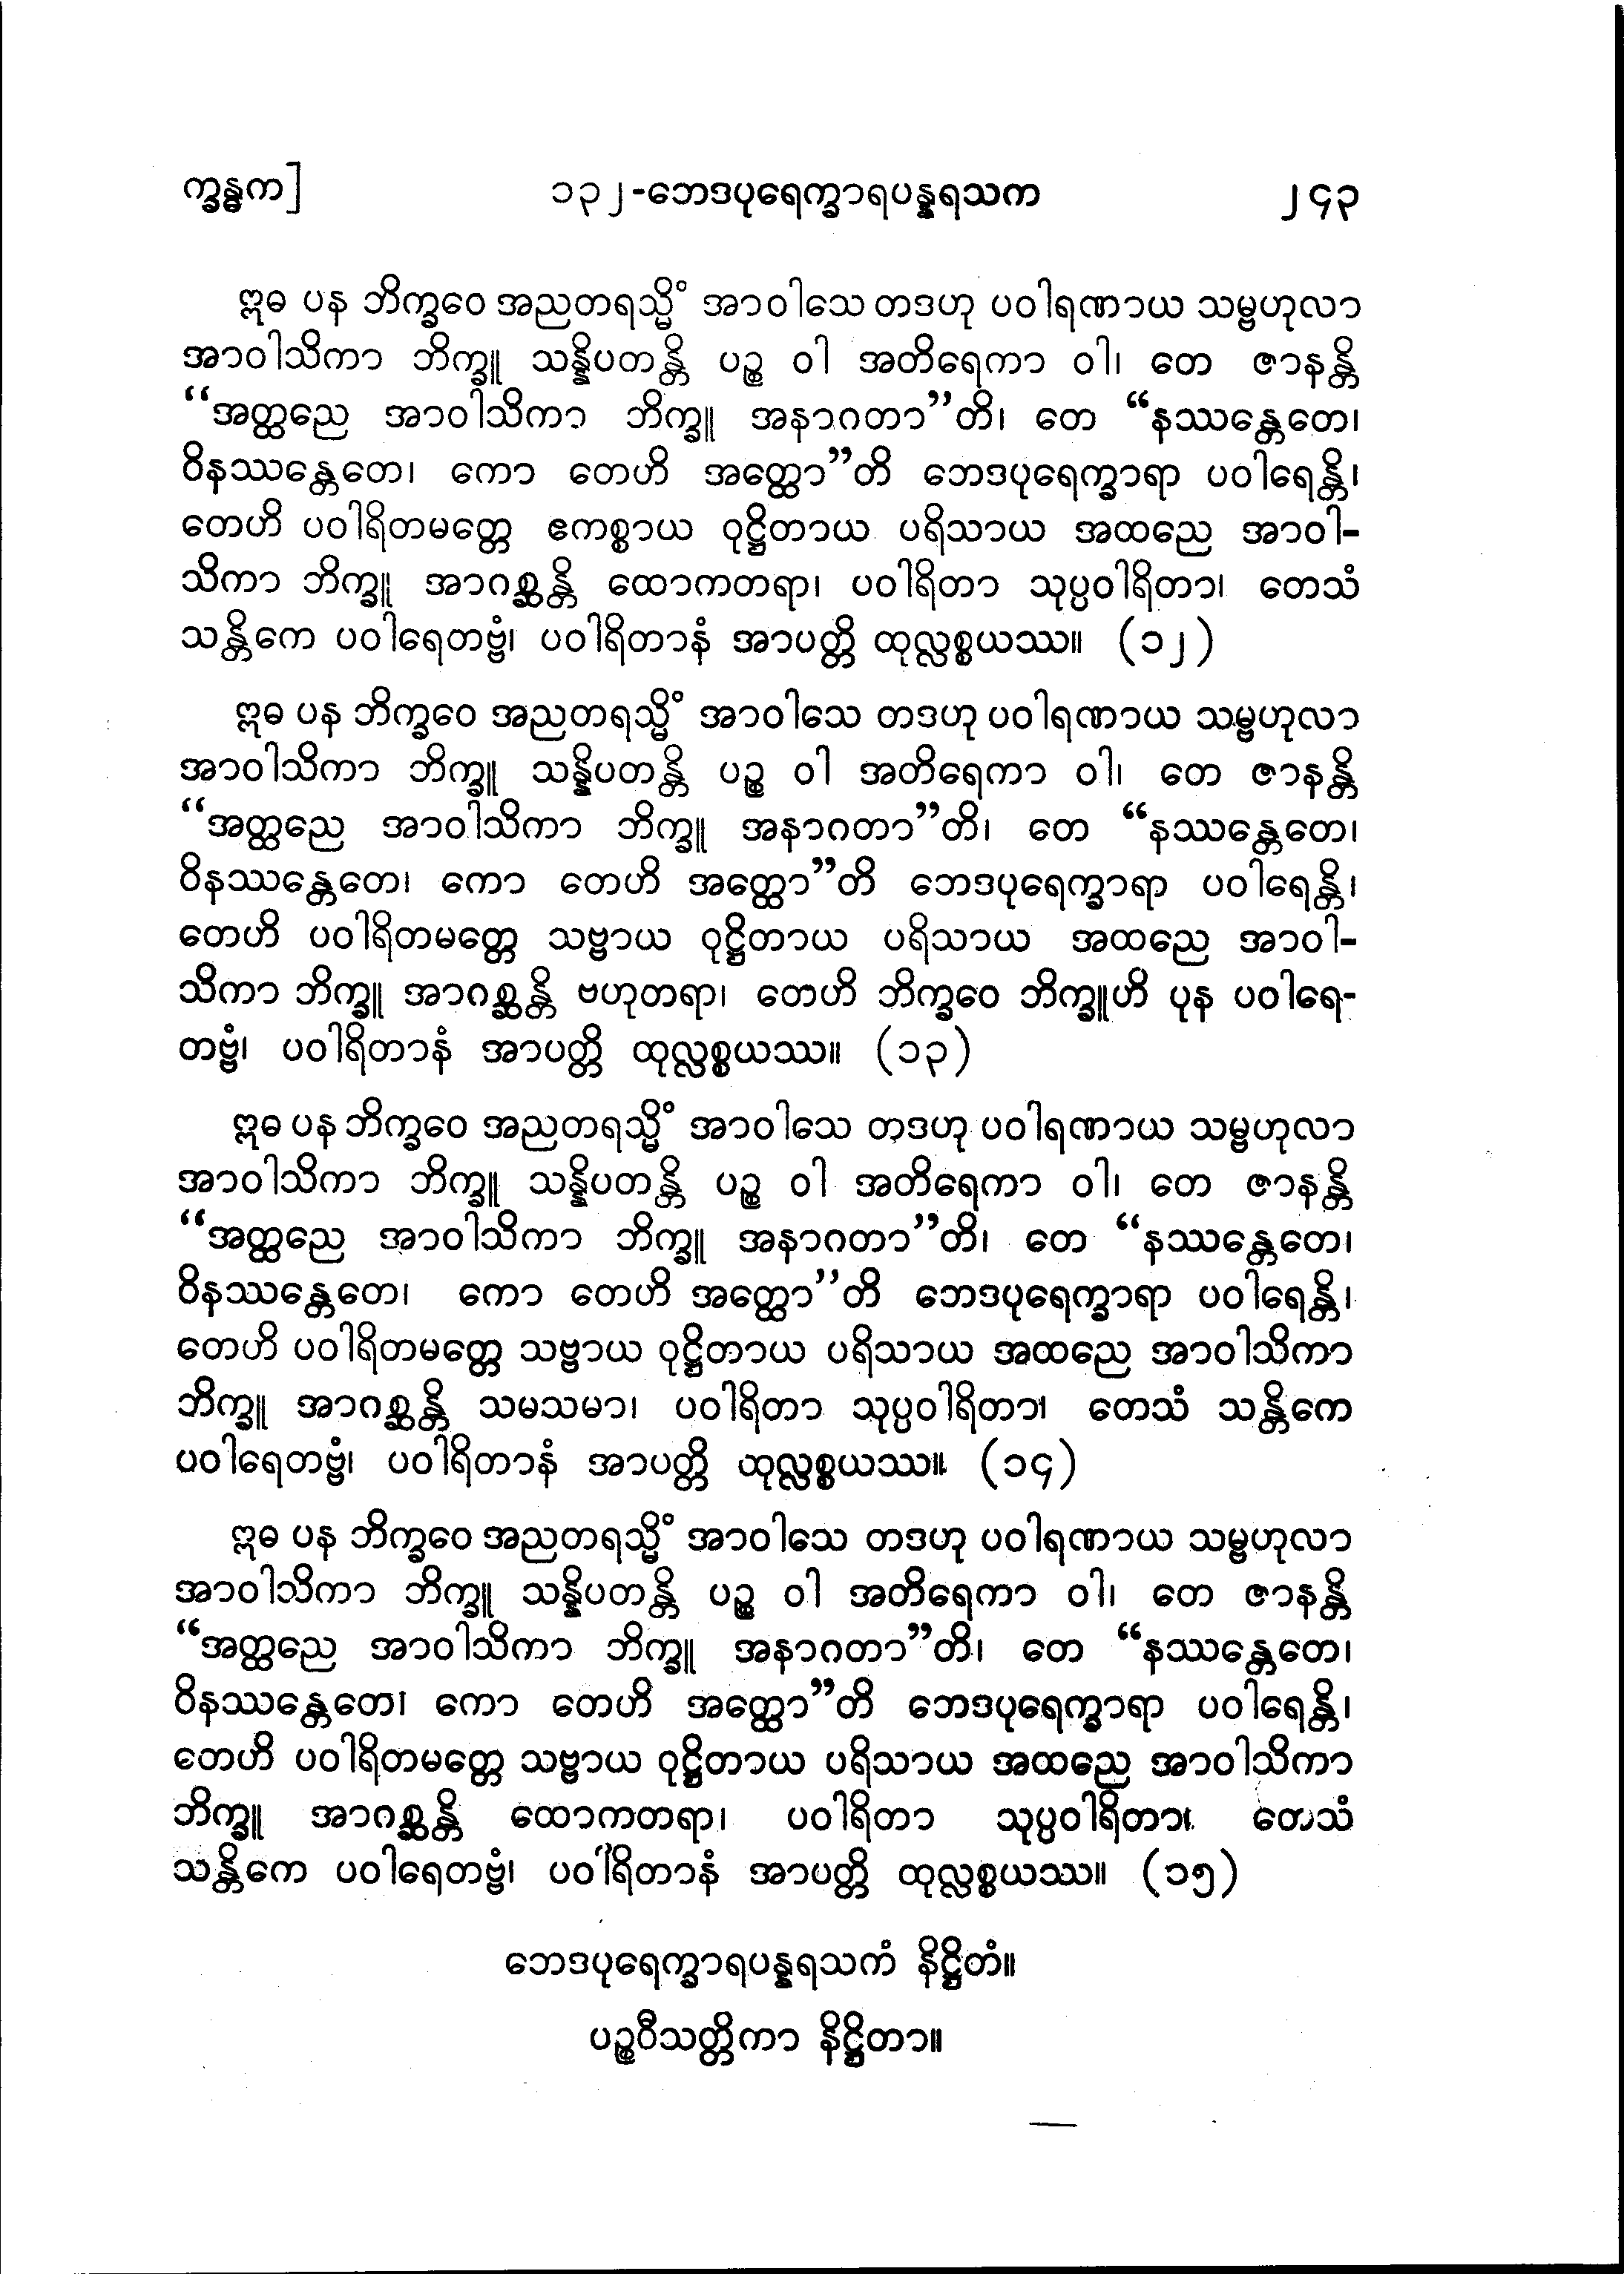 က္ခန္ဓက]
၁၃၂-ဘေဒပုရေက္ခာရပန္နရသက
၂၄၃
ဣဓ ပန ဘိက္ခဝေ အညတရသ္မိံ အာဝါသေ တဒဟု ပဝါရဏာယ သမ္ဗဟုလာ
အာဝါသိကာ ဘိက္ခူ သန္နိပတန္တိ ပဉ္စ ဝါ အတိရေကာ ဝါ၊ တေ ဇာနန္တိ
“အတ္ထညေ အာဝါသိကာ ဘိက္ခူ အနာဂတာ”တိ၊ တေ “နဿန္တေတေ၊
ဝိနဿန္တေတေ၊ ကော တေဟိ အတ္ထော”တိ ဘေဒပုရေက္ခာရာ ပဝါရေန္တိ၊
တေဟိ ပဝါရိတမတ္တေ ဧကစ္စာယ ဝုဋ္ဌိတာယ ပရိသာယ အထညေ အာဝါ-
သိကာ ဘိက္ခူ အာဂစ္ဆန္တိ ထောကတရာ၊ ပဝါရိတာ သုပ္ပဝါရိတာ၊ တေသံ
သန္တိကေ ပဝါရေတဗ္ဗံ၊ ပဝါရိတာနံ အာပတ္တိ ထုလ္လစ္စယဿ။ (၁၂)
ဣဓ ပန ဘိက္ခဝေ အညတရသ္မိံ အာဝါသေ တဒဟု ပဝါရဏာယ သမ္ဗဟုလာ
အာဝါသိကာ ဘိက္ခူ သန္နိပတန္တိ ပဉ္စ ဝါ အတိရေကာ ဝါ၊ တေ ဇာနန္တိ
“အတ္ထညေ အာဝါသိကာ ဘိက္ခူ အနာဂတာ”တိ၊ တေ “နဿန္တေတေ၊
ဝိနဿန္တေတေ၊ ကော တေဟိ အတ္ထော”တိ ဘေဒပုရေက္ခာရာ ပဝါရေန္တိ၊
တေဟိ ပဝါရိတမတ္တေ သဗ္ဗာယ ဝုဋ္ဌိတာယ ပရိသာယ အထညေ အာဝါ-
သိကာ ဘိက္ခူ အာဂစ္ဆန္တိ ဗဟုတရာ၊ တေဟိ ဘိက္ခဝေ ဘိက္ခူဟိ ပုန ပဝါရေ-
တဗ္ဗံ၊ ပဝါရိတာနံ အာပတ္တိ ထုလ္လစ္စယဿ။ (၁၃)
ဣဓ ပန ဘိက္ခဝေ အညတရသ္မိံ အာဝါသေ တဒဟု ပဝါရဏာယ သမ္ဗဟုလာ
အာဝါသိကာ ဘိက္ခူ သန္နိပတန္တိ ပဉ္စ ဝါ အတိရေကာ ဝါ၊ တေ ဇာနန္တိ
“အတ္ထညေ အာဝါသိကာ ဘိက္ခူ အနာဂတာ”တိ၊ တေ “နဿန္တေတေ၊
ဝိနဿန္တေတေ၊ ကော တေဟိ အတ္ထော”တိ ဘေဒပုရေက္ခာရာ ပဝါရေန္တိ၊
တေဟိ ပဝါရိတမတ္တေ သဗ္ဗာယ ဝုဋ္ဌိတာယ ပရိသာယ အထညေ အာဝါသိကာ
ဘိက္ခူ အာဂစ္ဆန္တိ သမသမာ၊ ပဝါရိတာ သုပ္ပဝါရိတာ၊ တေသံ သန္တိကေ
ပဝါရေတဗ္ဗံ၊ ပဝါရိတာနံ အာပတ္တိ ထုလ္လစ္စယဿ။ (၁၄)
ဣဓ ပန ဘိက္ခဝေ အညတရသ္မိံ အာဝါသေ တဒဟု ပဝါရဏာယ သမ္ဗဟုလာ
အာဝါသိကာ ဘိက္ခူ သန္နိပတန္တိ ပဉ္စ ဝါ အတိရေကာ ဝါ၊ တေ ဇာနန္တိ
“အတ္ထညေ အာဝါသိကာ ဘိက္ခူ အနာဂတာ”တိ၊ တေ “နဿန္တေတေ၊
ဝိနဿန္တေတေ၊ ကော တေဟိ အတ္ထော”တိ ဘေဒပုရေက္ခာရာ ပဝါရေန္တိ၊
တေဟိ ပဝါရိတမတ္တေ သဗ္ဗာယ ဝုဋ္ဌိတာယ ပရိသာယ အထညေ အာဝါသိကာ
ဘိက္ခူ အာဂစ္ဆန္တိ ထောကတရာ၊ ပဝါရိတာ သုပ္ပဝါရိတာ၊ တေသံ
သန္တိကေ ပဝါရေတဗ္ဗံ၊ ပဝါရိတာနံ အာပတ္တိ ထုလ္လစ္စယဿ။ (၁၅)
ဘေဒပုရေက္ခာရပန္နရသကံ နိဋ္ဌိတံ။
ပဉ္စဝီသတ္တိကာ နိဋ္ဌိတာ။